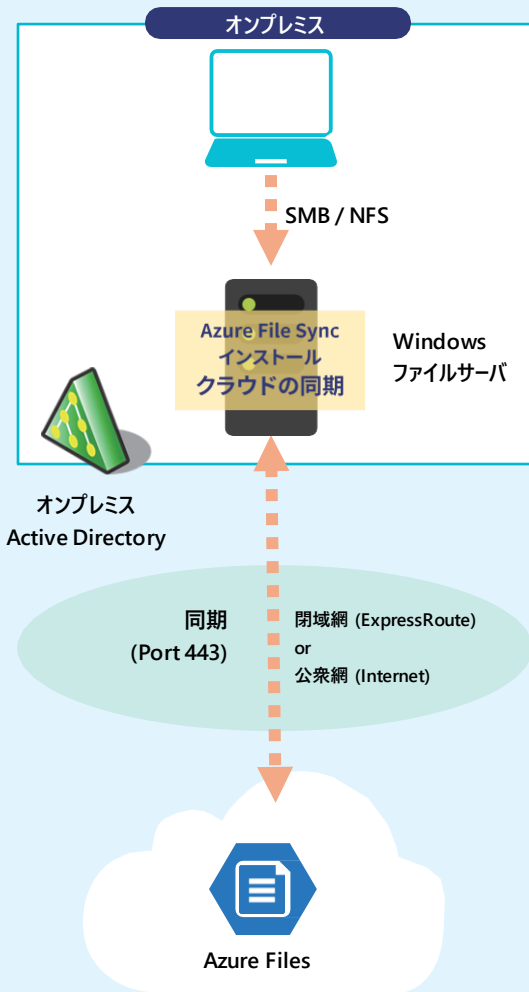 オンプレミス
SMB / NFS
Azure File Sync
インストール
クラウドの同期
Windows
ファイルサーバ
オンプレミス
Active Directory
同期
(Port 443)
閉域網 (ExpressRoute)
or
公衆網 (Internet)
Azure Files